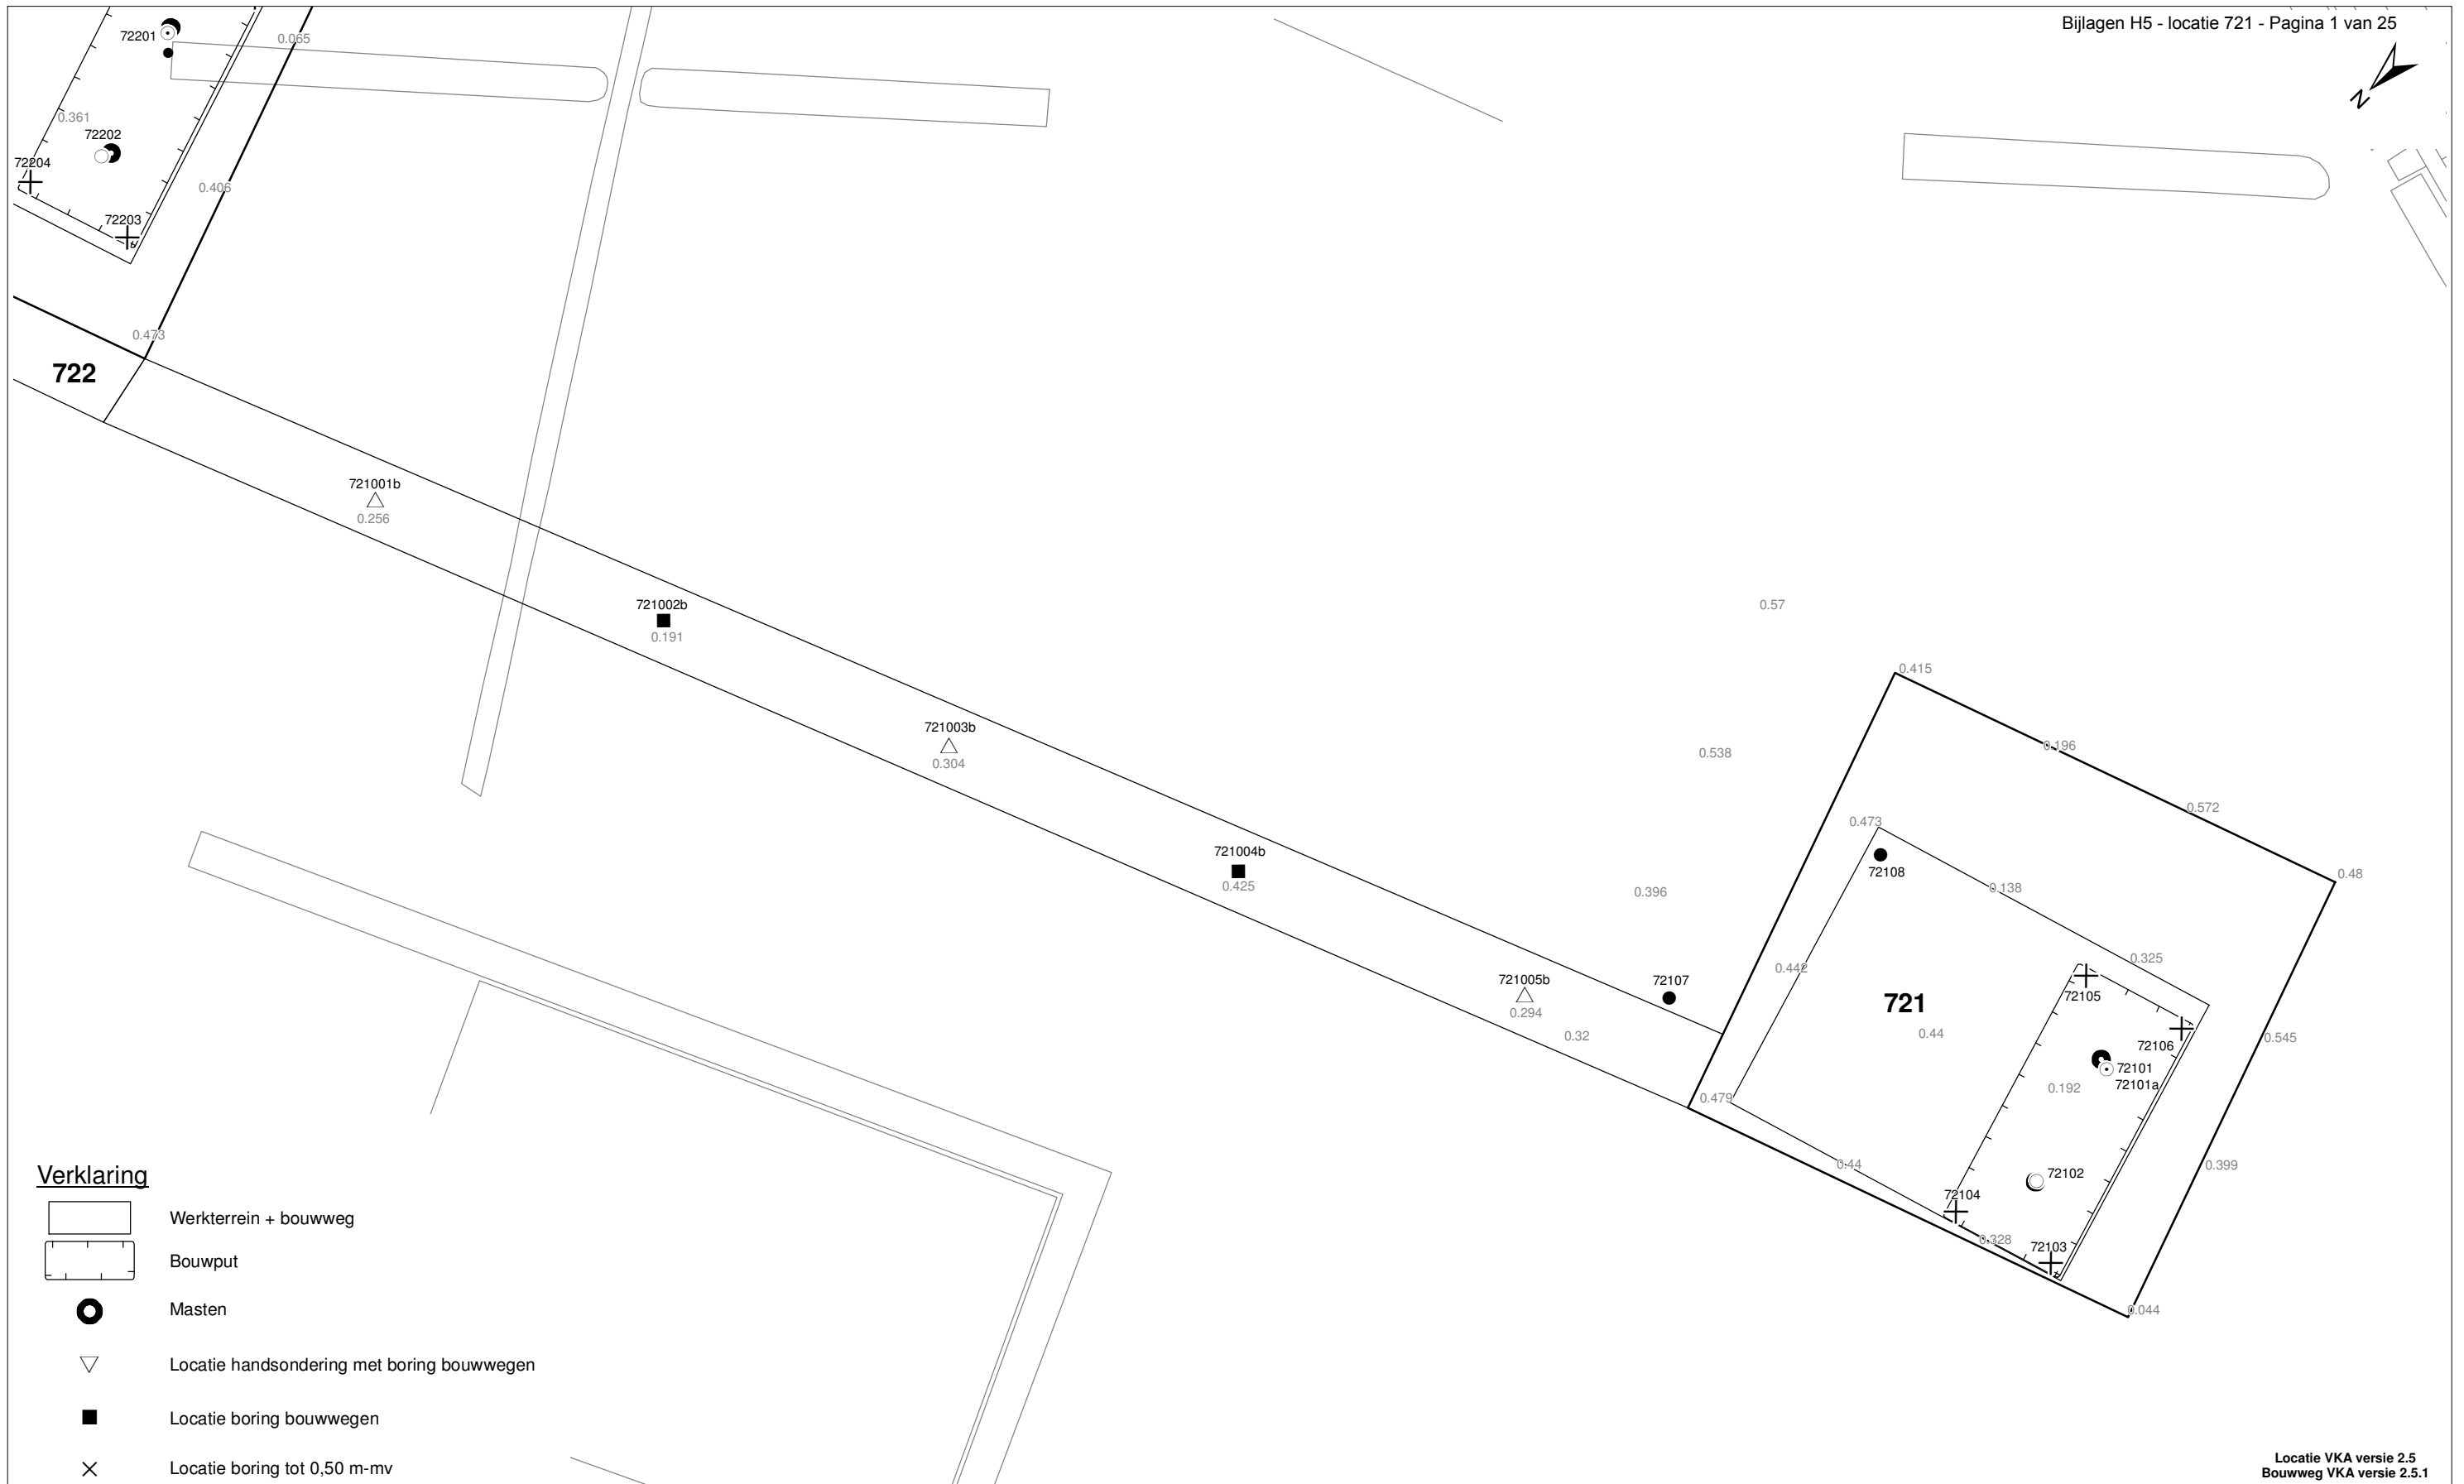 Bijlagen H5 - locatie 721 - Pagina 1 van 25
N
72201
0.065
0.361
72202
72204
0.406
72203
0.473
722
721001b
0.256
721002b
0.191
0.57
0.415
721003b
0.304
0.538
0.196
0.572
0.473
721004b
0.425
72108
0.48
0.138
0.396
0.325
0.442
721005b
0.294
72107
721
72105
0.32
0.44
72106
0.545
72101
72101a
0.192
0.479
0.44
0.399
72102
72104
0.328
72103
0.044
Verklaring
Werkterrein + bouwweg
Bouwput
Masten
Locatie handsondering met boring bouwwegen
Locatie boring bouwwegen
Locatie boring tot 0,50 m-mv
Locatie VKA versie 2.5
Bouwweg VKA versie 2.5.1